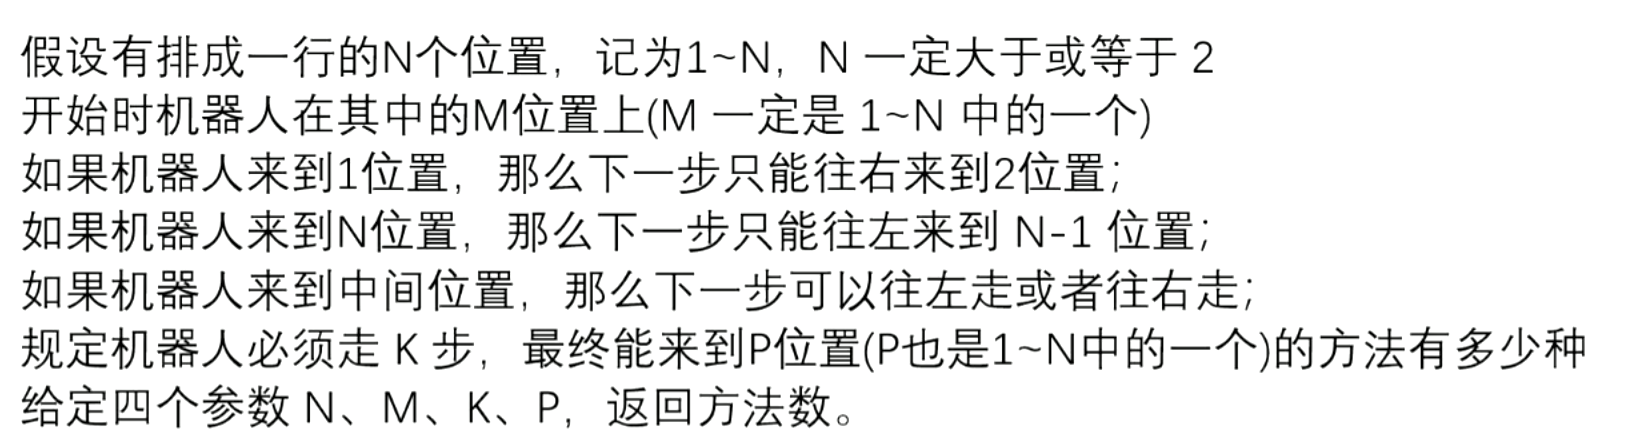 假设有排成一行的N个位置，记为1~N，N 一定大于或等于 2
开始时机器人在其中的M位置上(M 一定是 1~N 中的一个)
如果机器人来到1位置，那么下一步只能往右来到2位置；
如果机器人来到N位置，那么下一步只能往左来到 N-1 位置；
如果机器人来到中间位置，那么下一步可以往左走或者往右走；
规定机器人必须走 K 步，最终能来到P位置(P也是1~N中的一个)的方法有多少种
给定四个参数 N、M、K、P，返回方法数。